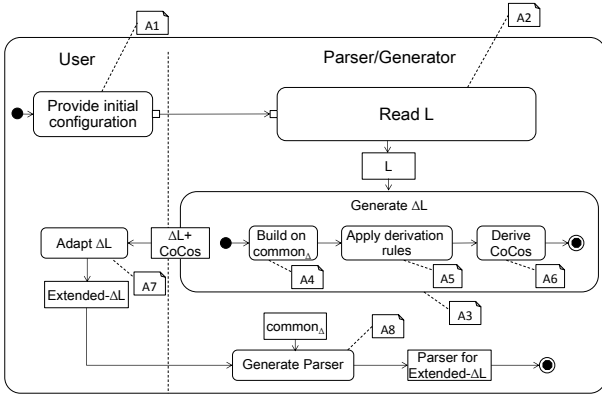 A1
A2
User
Parser/Generator
Provide initial
configuration
Read L
L
Generate ΔL
ΔL+
CoCos
Build on
commonΔ
Apply derivation
rules
Derive
CoCos
Adapt ΔL
A7
A4
A5
A6
Extended-ΔL
A3
commonΔ
A8
Generate Parser
Parser for
Extended-ΔL